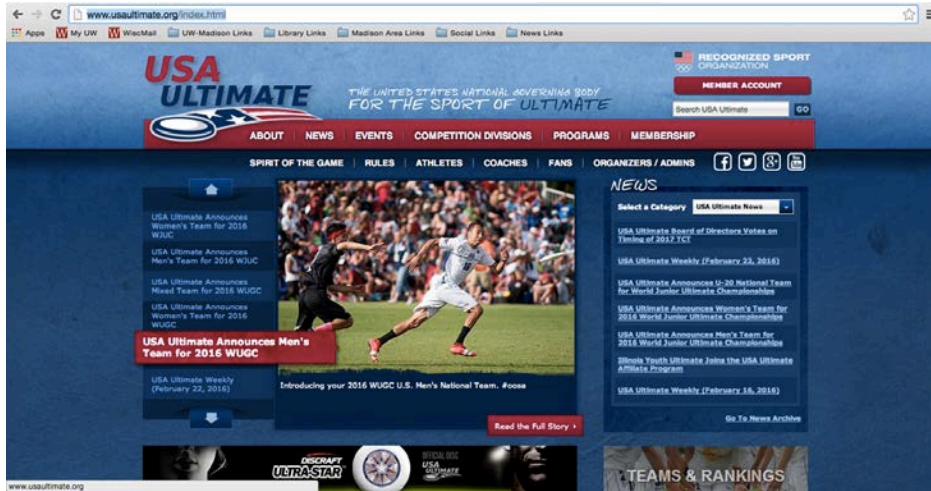 www.usaultimate.org/index.html
Apps My UW WiscMail UW-Madison Links Library Links Madison Area Links Social Links News Links
USA
ULTIMATE
THE UNITED STATES NATIONAL GOVERNING BODY
FOR THE SPORT OF ULTIMATE
RECOGNIZED SPORT
ORGANIZATION
MEMBER ACCOUNT
Search USA Ultimate GO
ABOUT NEWS EVENTS COMPETITION DIVISIONS PROGRAMS MEMBERSHIP
SPIRIT OF THE GAME RULES ATHLETES COACHES FANS ORGANIZERS / ADMINS
USA Ultimate Announces
Women's Team for 2016
WJUC
USA Ultimate Announces
Men's Team for 2016 WJUC
USA Ultimate Announces
Mixed Team for 2016 WUGC
USA Ultimate Announces
Women's Team for 2016
WUGC
USA Ultimate Announces Men's
Team for 2016 WUGC
USA Ultimate Weekly
(February 22, 2016)
Introducing your 2016 WUGC U.S. Men's National Team. #oosa
Read the Full Story
NEWS
Select a Category USA Ultimate News
USA Ultimate Board of Directors Votes on
Timing of 2017 TCT
USA Ultimate Weekly (February 22, 2016)
USA Ultimate Announces U-20 National Team
for World Junior Ultimate Championships
USA Ultimate Announces Women's Team for
2016 World Junior Ultimate Championships
USA Ultimate Announces Men's Team for
2016 World Junior Ultimate Championships
Illinois Youth Ultimate Joins the USA Ultimate
Affiliate Program
USA Ultimate Weekly (February 16, 2016)
Go To News Archive
DISCRAFT
ULTRA-STAR
OFFICIAL DISC
USA
ULTIMATE
TEAMS & RANKINGS
www.usaultimate.org